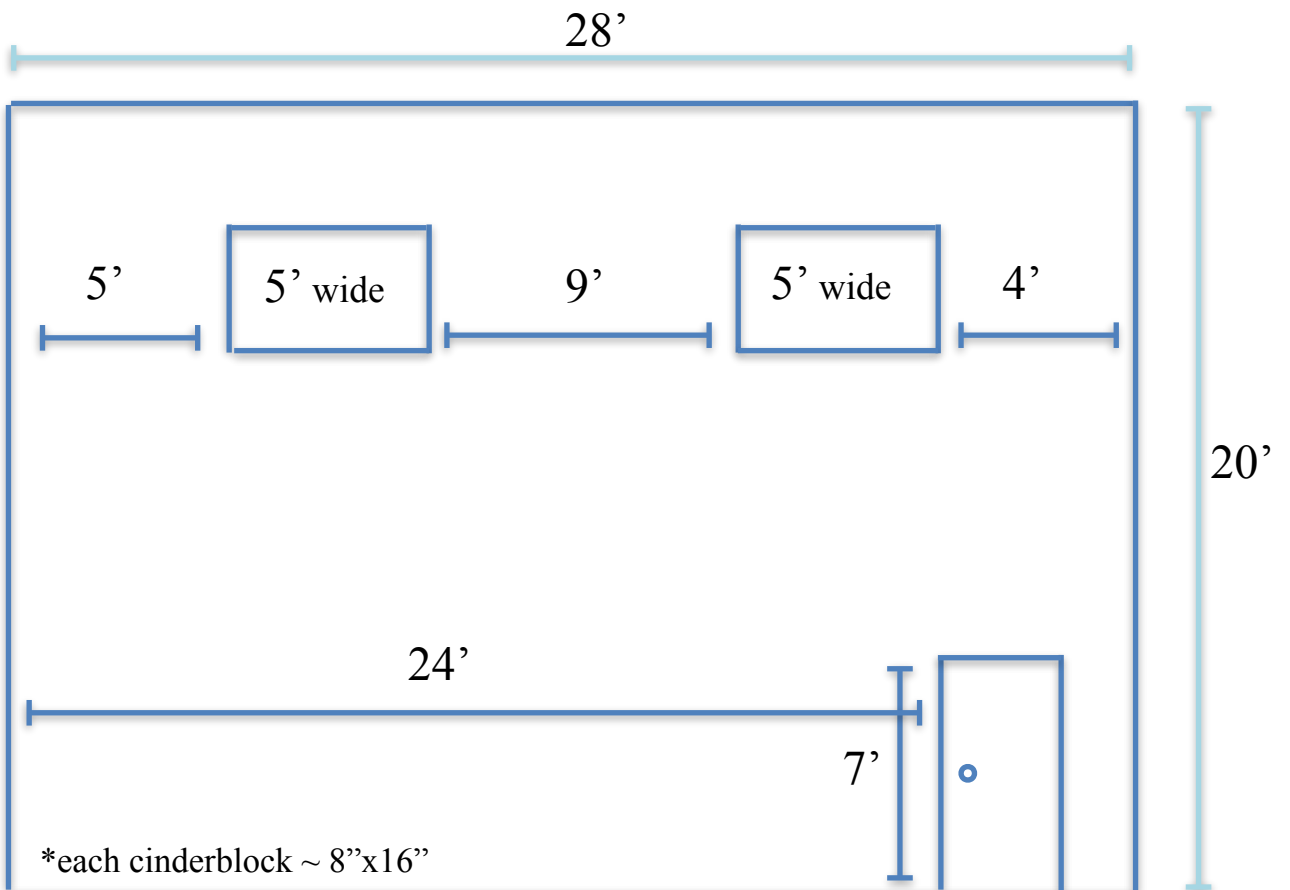 28’
5’
5’ wide
9’
5’ wide
4’
20’
24’
7’
*each cinderblock ~ 8”x16”